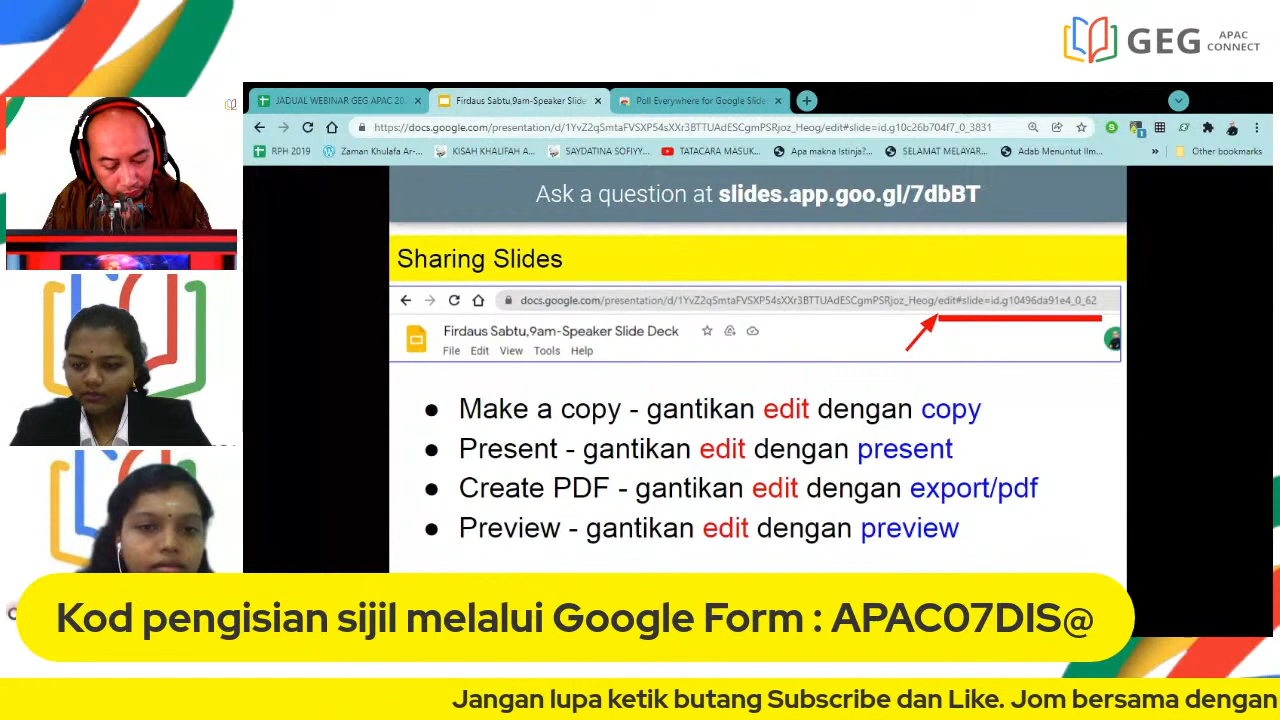 GEG APAC CONNECT
JADUAL WEBINAR GEG APAC 20
Firdaus Sabtu,9am-Speaker Slide
Poll Everywhere for Google Slide
https://docs.google.com/presentation/d/1YvZ2qSmtaFVSXP54sXXr3BTTUAdESCgmPSRjoz_Heog/edit#slide=id.g10c26b704f7_0_3831
RPH 2019
Zaman Khulafa Ar-...
KISAH KHALIFAH A...
SAYDATINA SOFIYY...
TATACARA MASUK...
Apa makna Istinja?...
SELAMAT MELAYAR...
Adab Menuntut Ilm...
»
Other bookmarks
Ask a question at slides.app.goo.gl/7dbBT
Sharing Slides
docs.google.com/presentation/d/1YvZ2qSmtaFVSXP54sXXr3BTTUAdESCgmPSRjoz_Heog/edit#slide=id.g10496da91e4_0_62
Firdaus Sabtu,9am-Speaker Slide Deck
File Edit View Tools Help
● Make a copy - gantikan edit dengan copy
● Present - gantikan edit dengan present
● Create PDF - gantikan edit dengan export/pdf
● Preview - gantikan edit dengan preview
Kod pengisian sijil melalui Google Form : APAC07DIS@
Jangan lupa ketik butang Subscribe dan Like. Jom bersama dengan